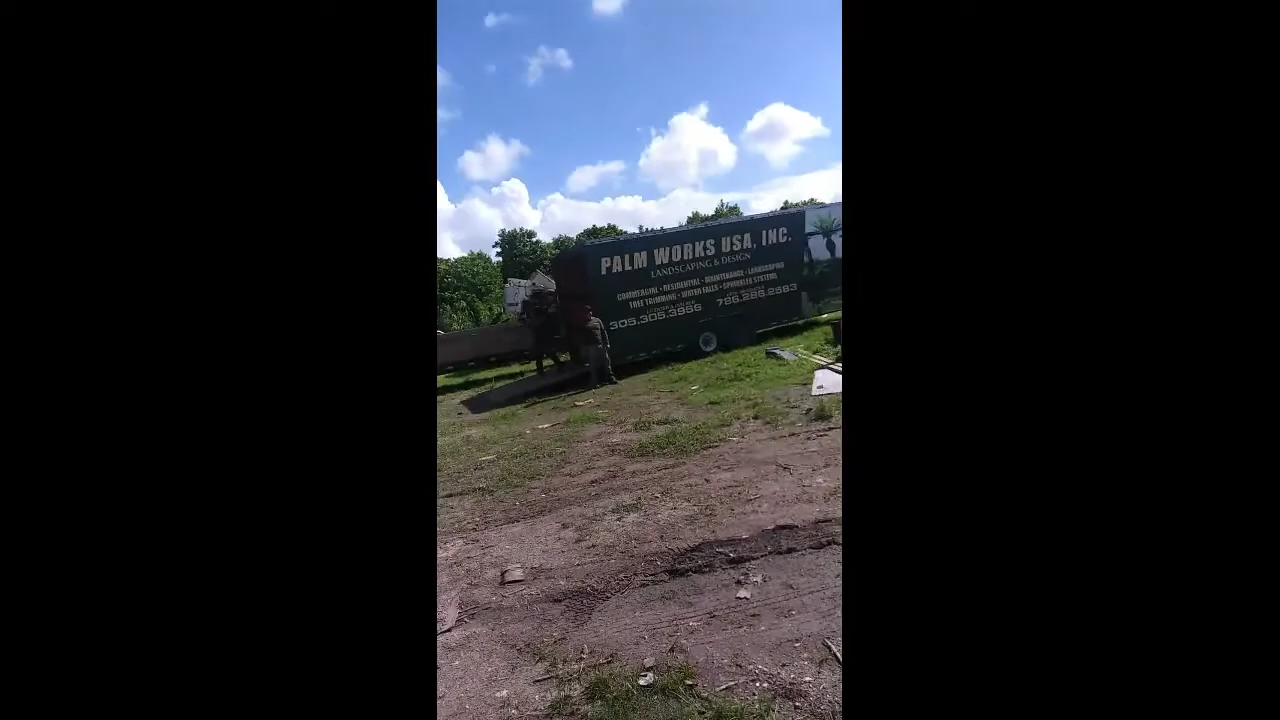 PALM WORKS USA, INC.
LANDSCAPING & DESIGN
COMMERCIAL • RESIDENTIAL • MAINTENANCE • LANDSCAPING
TREE TRIMMING • WATER FALLS • SPRINKLER SYSTEMS
305.305.3956 786.286.2583